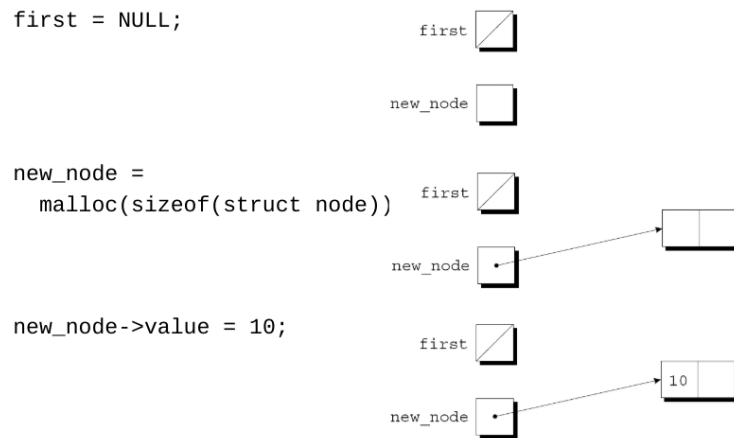 first = NULL;
first
new_node
new_node =
malloc(sizeof(struct node))
first
new_node
new_node->value = 10;
first
10
new_node